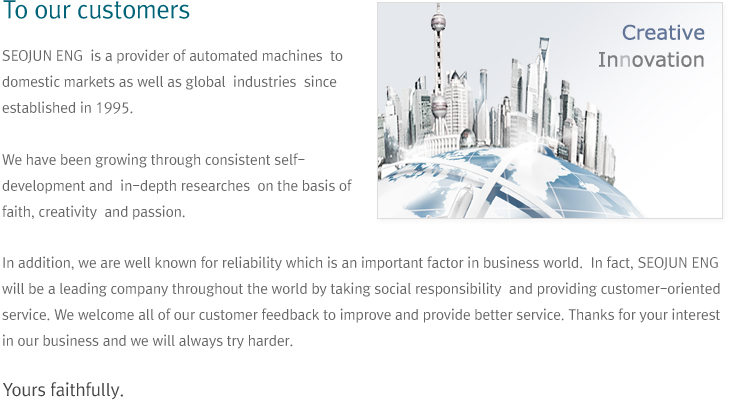 To our customers
Creative
Innovation
SEOJUN ENG is a provider of automated machines to
domestic markets as well as global industries since
established in 1995.
We have been growing through consistent self-
development and in-depth researches on the basis of
faith, creativity and passion.
In addition, we are well known for reliability which is an important factor in business world. In fact, SEOJUN ENG
will be a leading company throughout the world by taking social responsibility and providing customer-oriented
service. We welcome all of our customer feedback to improve and provide better service. Thanks for your interest
in our business and we will always try harder.
Yours faithfully.